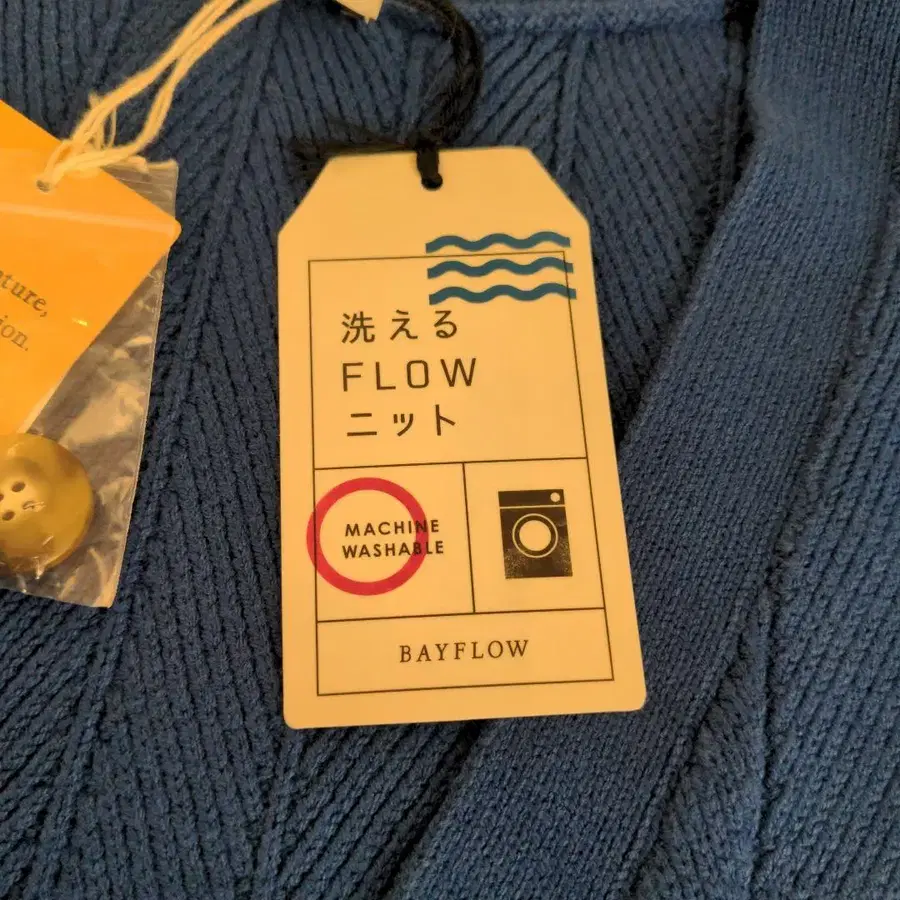 洗える
FLOW
ニット
MACHINE
WASHABLE
BAYFLOW